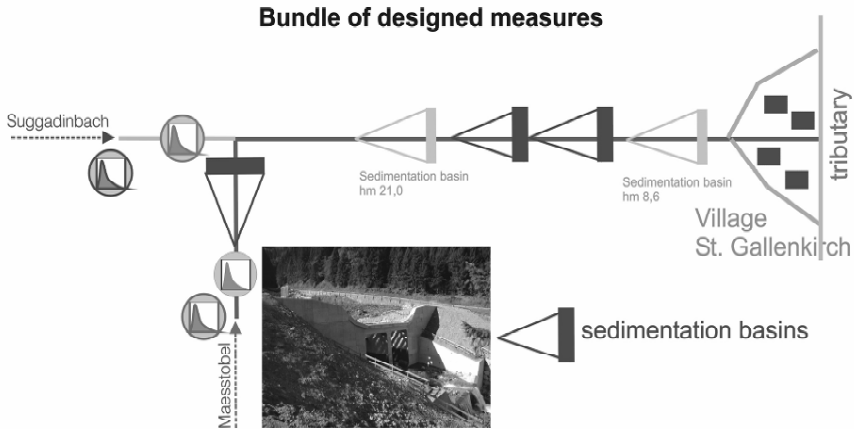 Bundle of designed measures
Suggadinbach
Sedimentation basin
hm 21,0
Sedimentation basin
hm 8,6
tributary
Village
St. Gallenkirch
Maesstobel
sedimentation basins